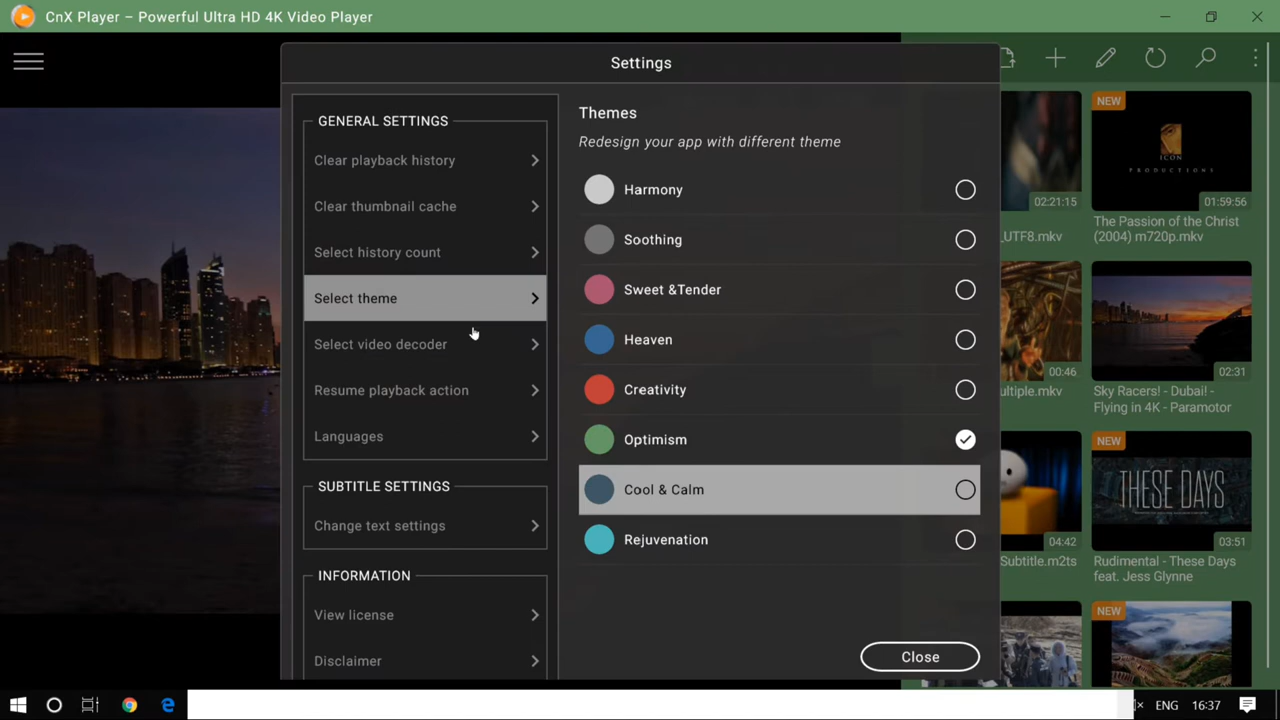 CnX Player – Powerful Ultra HD 4K Video Player
Settings
GENERAL SETTINGS
Clear playback history
Clear thumbnail cache
Select history count
Select theme
Select video decoder
Resume playback action
Languages
SUBTITLE SETTINGS
Change text settings
INFORMATION
View license
Disclaimer
Themes
Redesign your app with different theme
Harmony
Soothing
Sweet &Tender
Heaven
Creativity
Optimism
Cool & Calm
Rejuvenation
Close
02:21:15
_UTF8.mkv
NEW
ICON
PRODUCTIONS
01:59:56
The Passion of the Christ
(2004) m720p.mkv
00:46
ultiple.mkv
02:31
Sky Racers! - Dubai! -
Flying in 4K - Paramotor
04:42
Subtitle.m2ts
NEW
THESE DAYS
03:51
Rudimental - These Days
feat. Jess Glynne
NEW
ENG
16:37